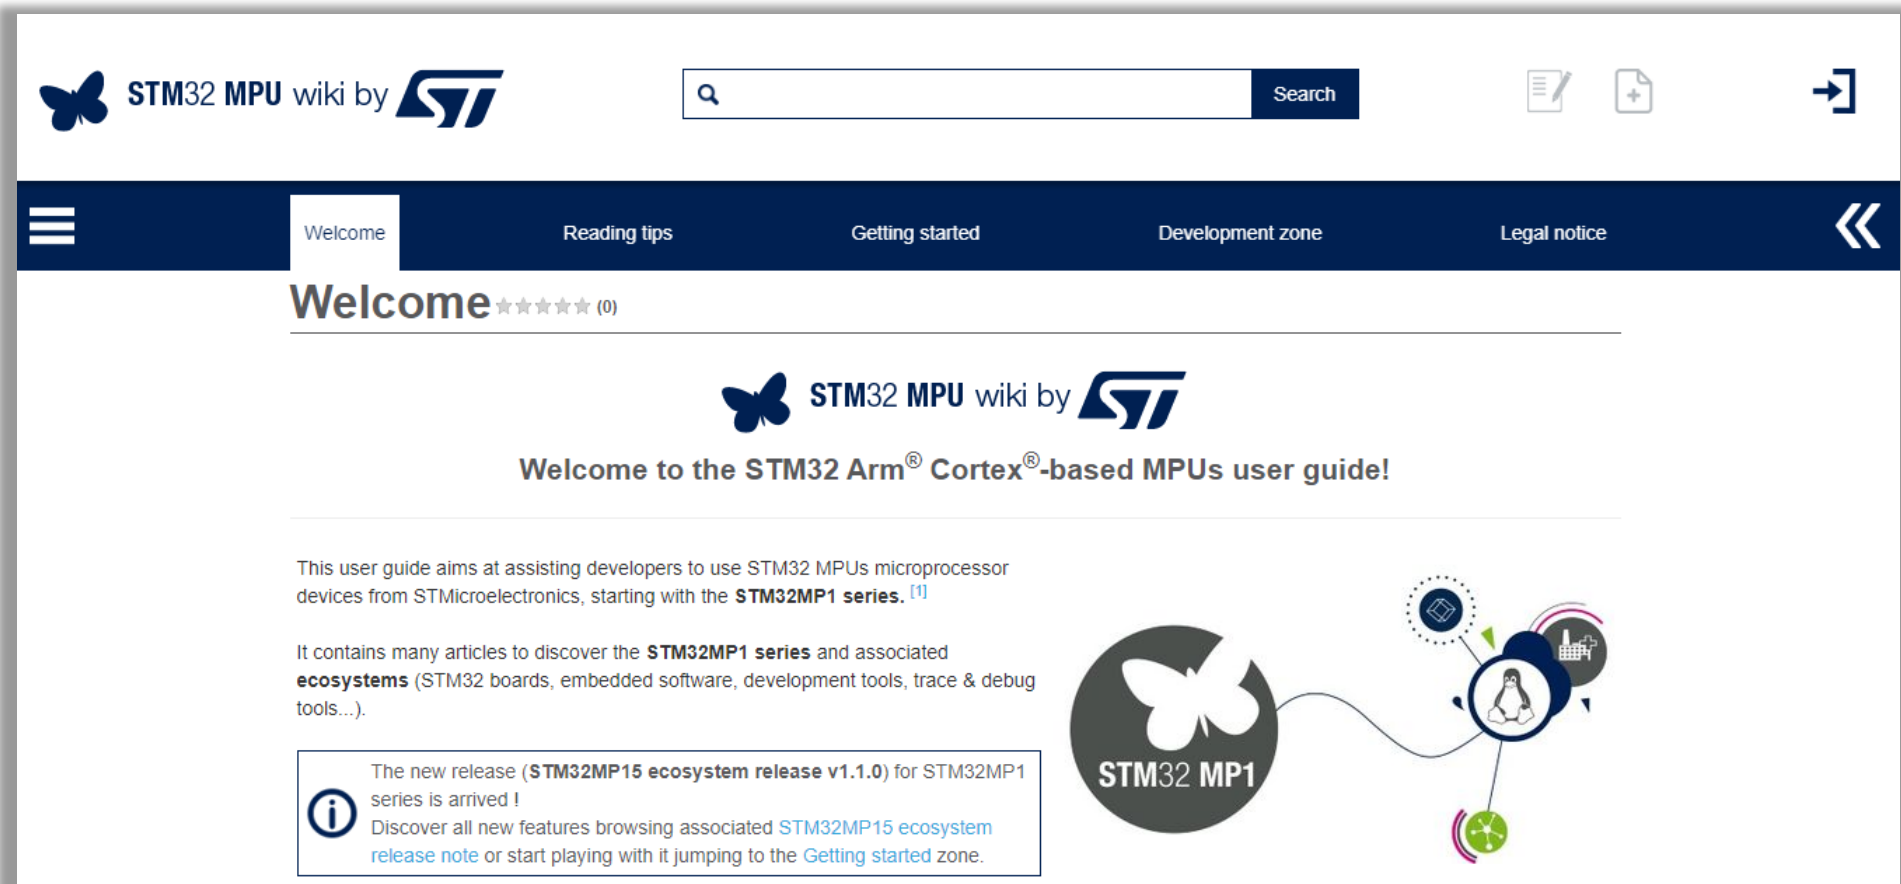 STM32 MPU wiki by ST
Search
Welcome
Reading tips
Getting started
Development zone
Legal notice
Welcome (0)
STM32 MPU wiki by ST
Welcome to the STM32 Arm® Cortex®-based MPUs user guide!
This user guide aims at assisting developers to use STM32 MPUs microprocessor
devices from STMicroelectronics, starting with the STM32MP1 series. [1]
It contains many articles to discover the STM32MP1 series and associated
ecosystems (STM32 boards, embedded software, development tools, trace & debug
tools...).
The new release (STM32MP15 ecosystem release v1.1.0) for STM32MP1
series is arrived !
Discover all new features browsing associated STM32MP15 ecosystem
release note or start playing with it jumping to the Getting started zone.
STM32 MP1